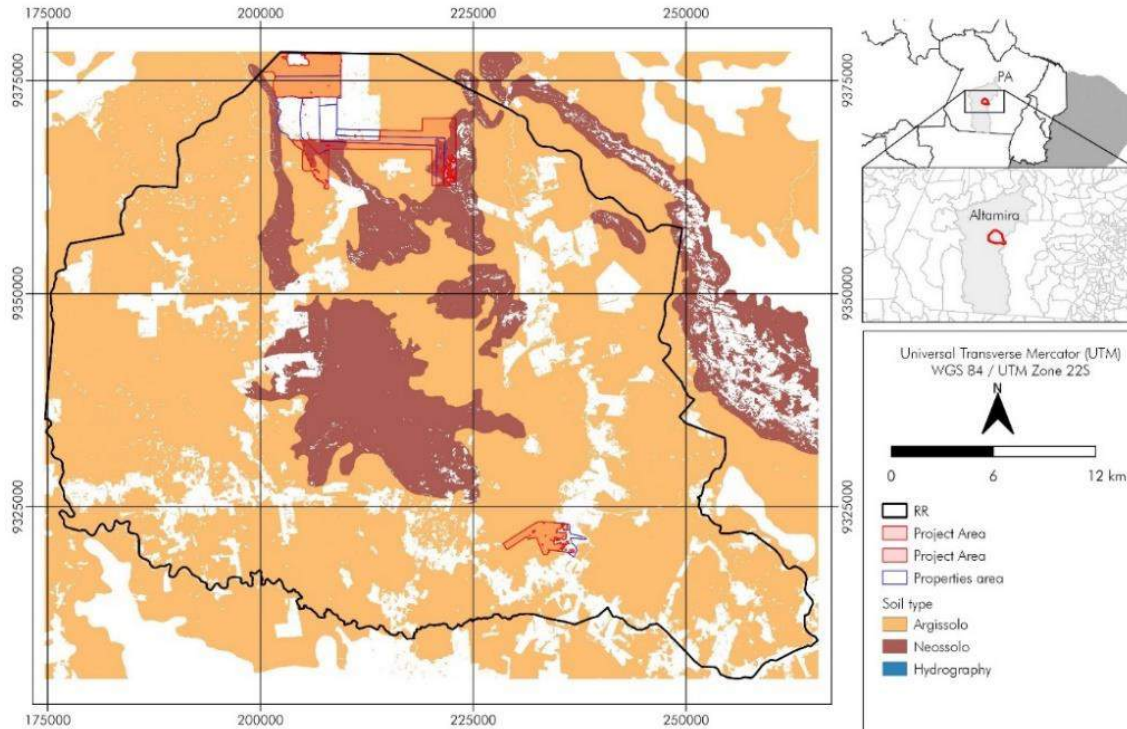 175000 200000 225000 250000
9375000
9350000
9325000
9375000
9350000
9325000
175000 200000 225000 250000
PA
Altamira
Universal Transverse Mercator (UTM)
WGS 84 / UTM Zone 22S
N
0 6 12 km
RR
Project Area
Project Area
Properties area
Soil type
Argissolo
Neossolo
Hydrography